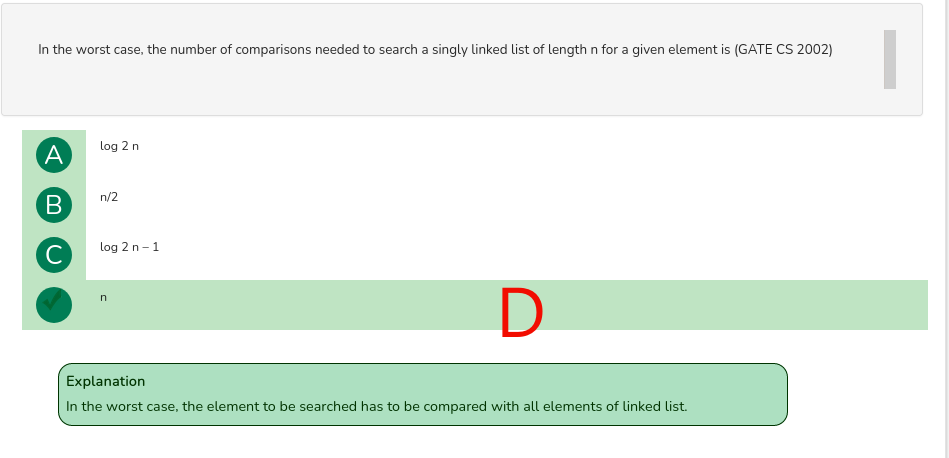 In the worst case, the number of comparisons needed to search a singly linked list of length n for a given element is (GATE CS 2002)
A
log 2 n
B
n/2
C
log 2 n – 1
n
D
Explanation
In the worst case, the element to be searched has to be compared with all elements of linked list.